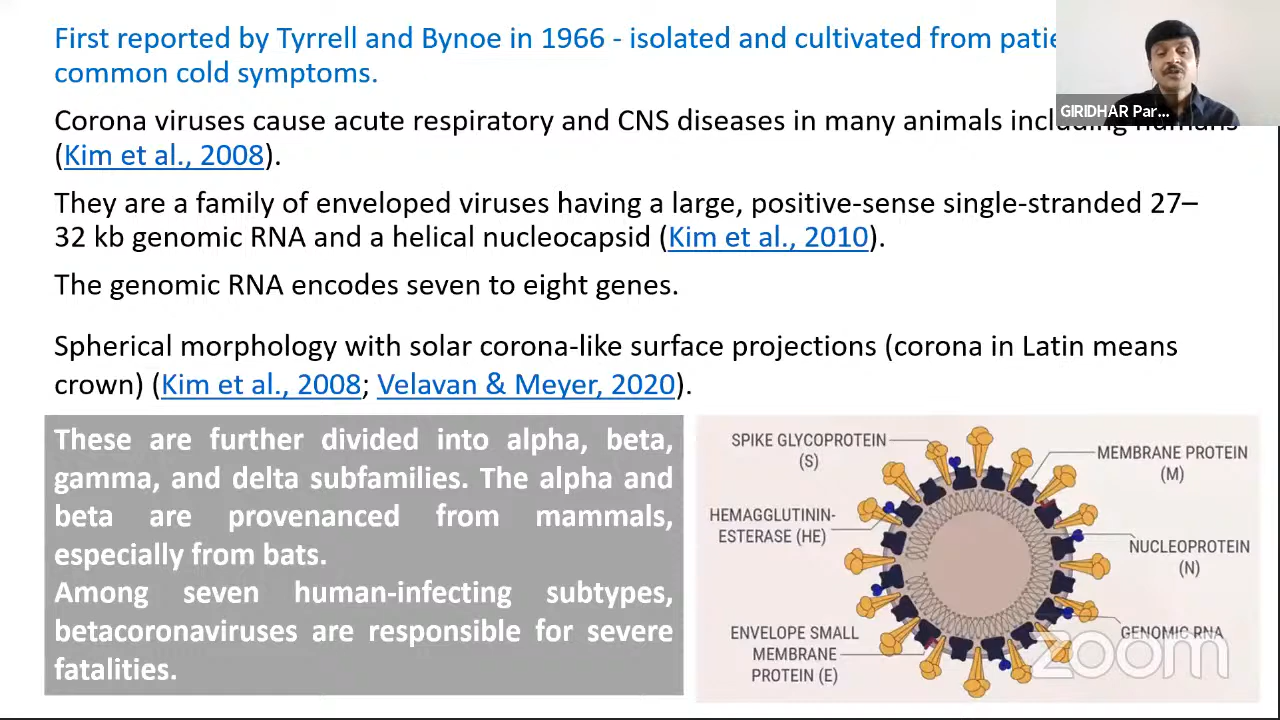 First reported by Tyrrell and Bynoe in 1966 - isolated and cultivated from
common cold symptoms.
GIRIDHAR Par...
Corona viruses cause acute respiratory and CNS diseases in many animals including humans
(Kim et al., 2008).
They are a family of enveloped viruses having a large, positive-sense single-stranded 27–
32 kb genomic RNA and a helical nucleocapsid (Kim et al., 2010).
The genomic RNA encodes seven to eight genes.
Spherical morphology with solar corona-like surface projections (corona in Latin means
crown) (Kim et al., 2008; Velavan & Meyer, 2020).
These are further divided into alpha, beta,
gamma, and delta subfamilies. The alpha and
beta are provenanced from mammals,
especially from bats.
Among seven human-infecting subtypes,
betacoronaviruses are responsible for severe
fatalities.
SPIKE GLYCOPROTEIN
(S)
HEMAGGLUTININ-
ESTERASE (HE)
ENVELOPE SMALL
MEMBRANE
PROTEIN (E)
MEMBRANE PROTEIN
(M)
NUCLEOPROTEIN
(N)
GENOMIC RNA
zoom